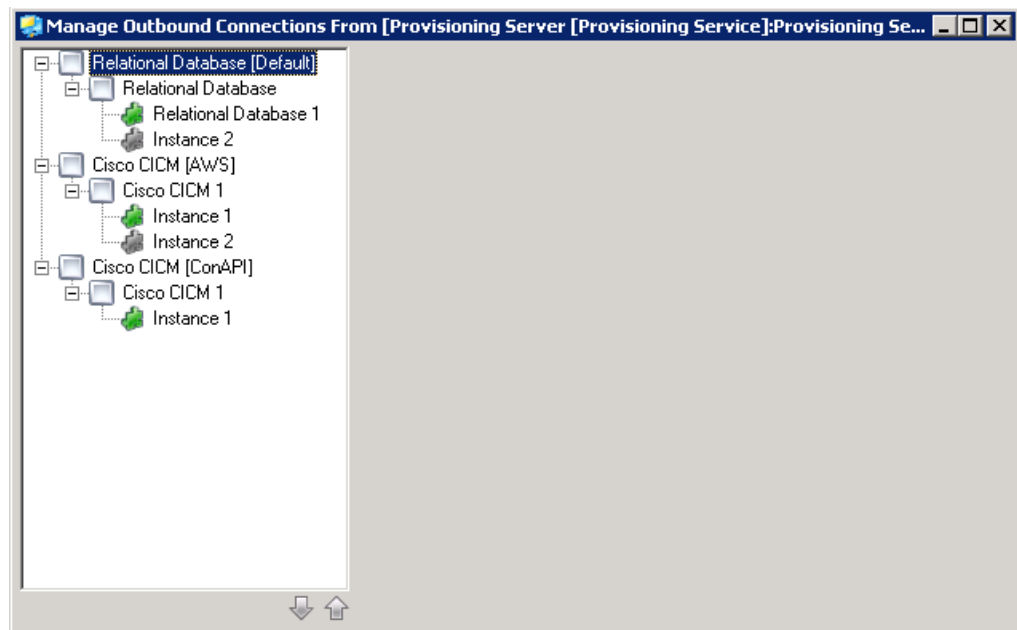 Manage Outbound Connections From [Provisioning Server [Provisioning Service]:Provisioning Se...
Relational Database [Default]
Relational Database
Relational Database 1
Instance 2
Cisco CICM [AWS]
Cisco CICM 1
Instance 1
Instance 2
Cisco CICM [ConAPI]
Cisco CICM 1
Instance 1